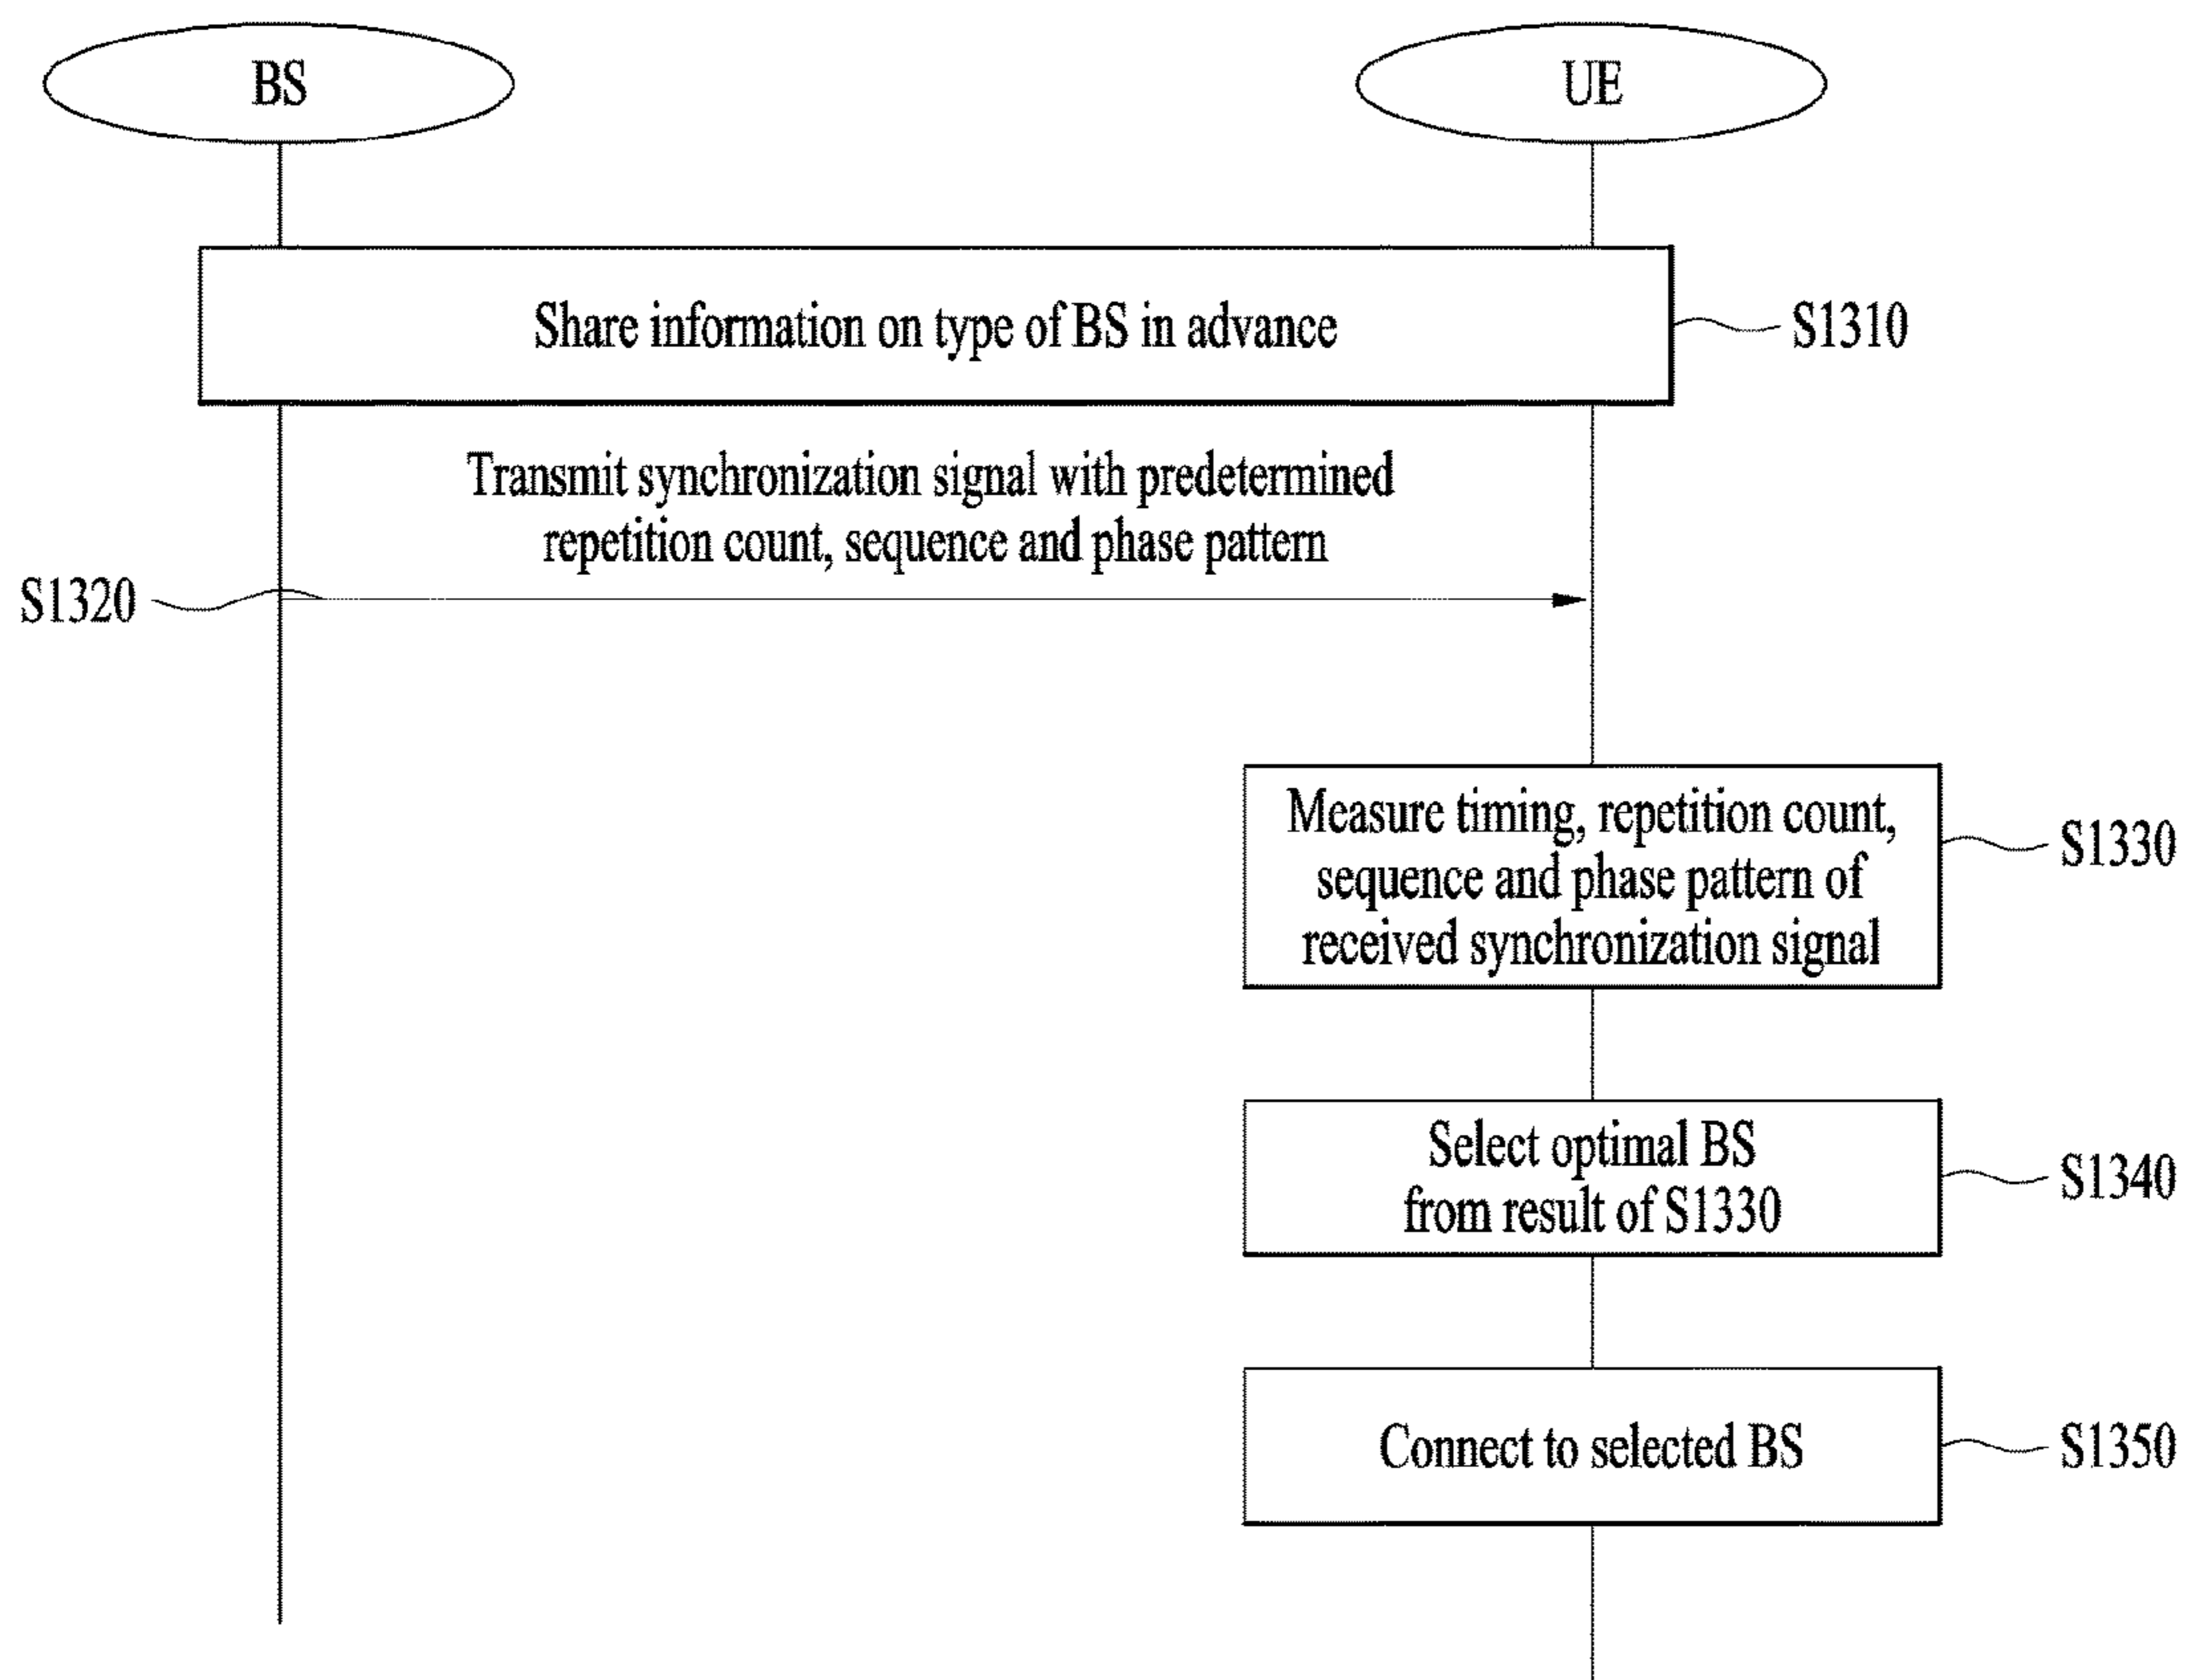 BS
UE
Share information on type of BS in advance
S1310
Transmit synchronization signal with predetermined
repetition count, sequence and phase pattern
S1320
Measure timing, repetition count,
sequence and phase pattern of
received synchronization signal
S1330
Select optimal BS
from result of S1330
S1340
Connect to selected BS
S1350